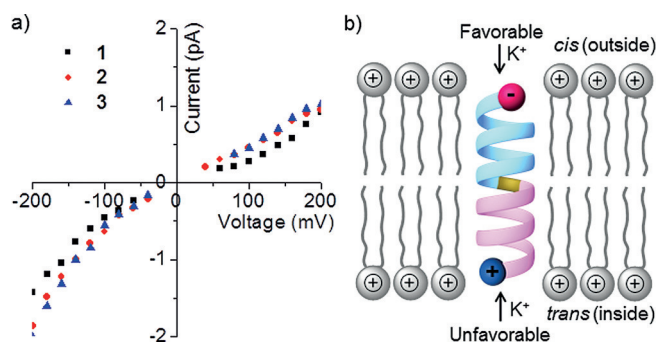 a)
1
2
3
Current (pA)
2
1
0
-1
-2
-200
-100
100
200
Voltage (mV)
b)
Favorable
K⁺
cis (outside)
+ + + + + +
-
+
+ + + + + +
K⁺
trans (inside)
Unfavorable